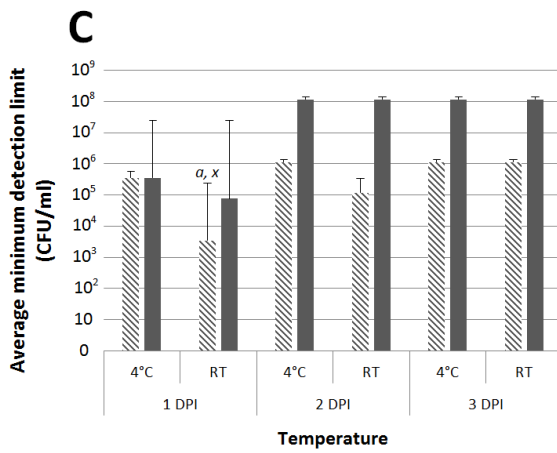 C
Average minimum detection limit
(CFU/ml)
10⁹
10⁸
10⁷
10⁶
10⁵
10⁴
10³
10²
10
0
a, x
4°C RT 4°C RT 4°C RT
1 DPI 2 DPI 3 DPI
Temperature